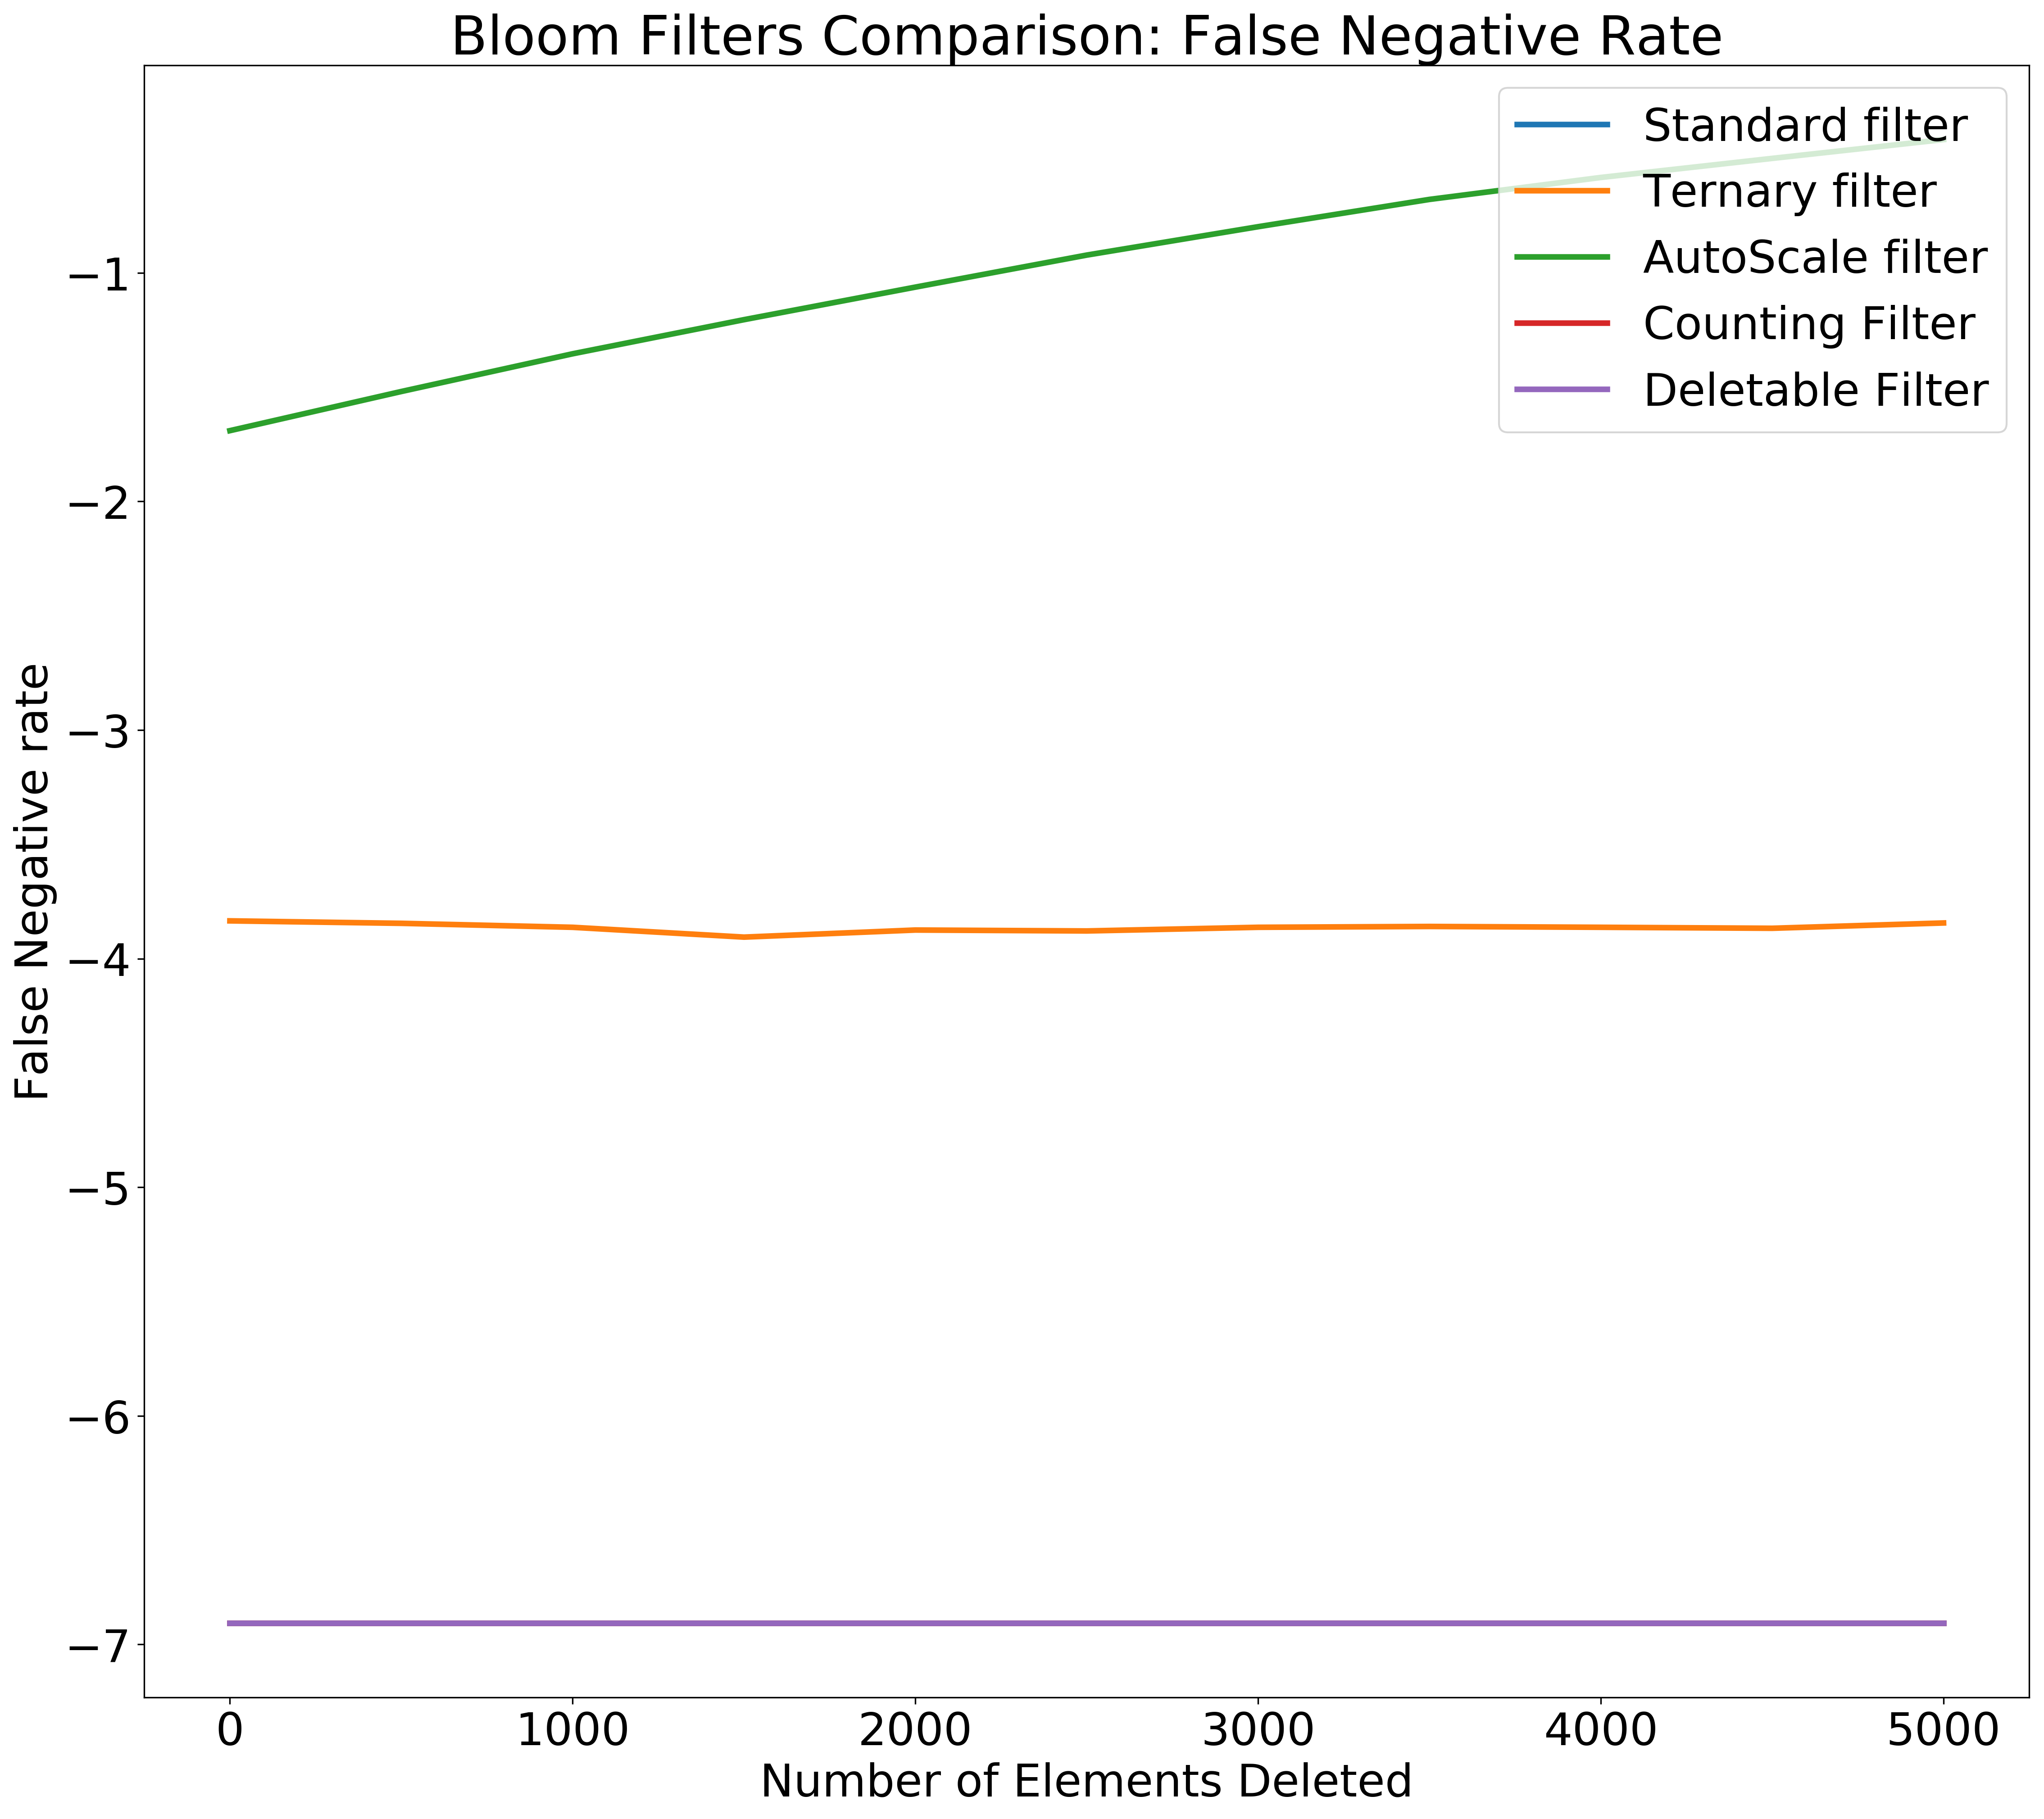 Bloom Filters Comparison: False Negative Rate
Standard filter
Ternary filter
AutoScale filter
Counting Filter
Deletable Filter
−1
−2
−3
−4
−5
−6
−7
False Negative rate
0 1000 2000 3000 4000 5000
Number of Elements Deleted